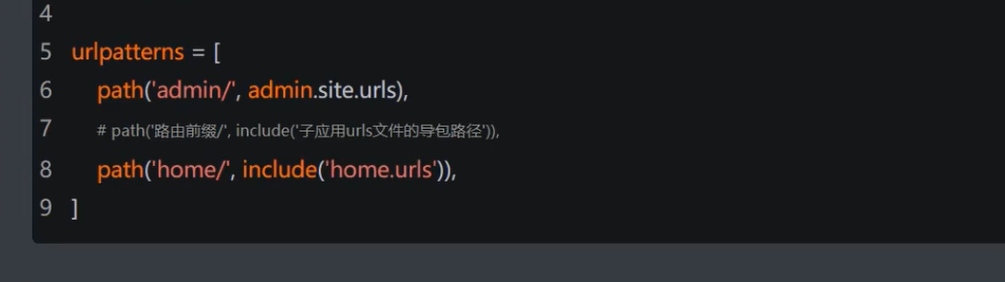 4
5 urlpatterns = [
6 path('admin/', admin.site.urls),
7 # path('路由前缀/', include('子应用urls文件的导包路径')),
8 path('home/', include('home.urls')),
9 ]